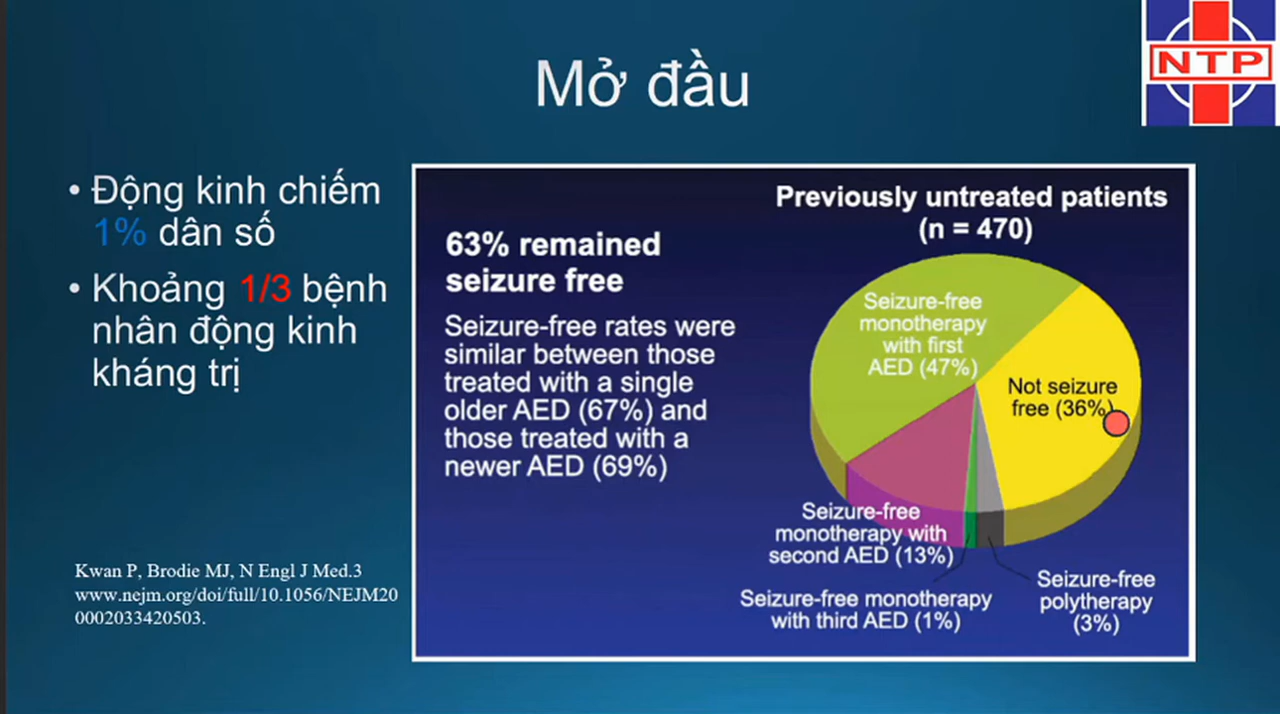 Mở đầu
NTP
• Động kinh chiếm
1% dân số
• Khoảng 1/3 bệnh
nhân động kinh
kháng trị
Kwan P, Brodie MJ, N Engl J Med.3
www.nejm.org/doi/full/10.1056/NEJM20
0002033420503.
63% remained
seizure free
Seizure-free rates were
similar between those
treated with a single
older AED (67%) and
those treated with a
newer AED (69%)
Previously untreated patients
(n = 470)
Seizure-free
monotherapy
with first
AED (47%)
Not seizure
free (36%)
Seizure-free
monotherapy with
second AED (13%)
Seizure-free monotherapy
with third AED (1%)
Seizure-free
polytherapy
(3%)